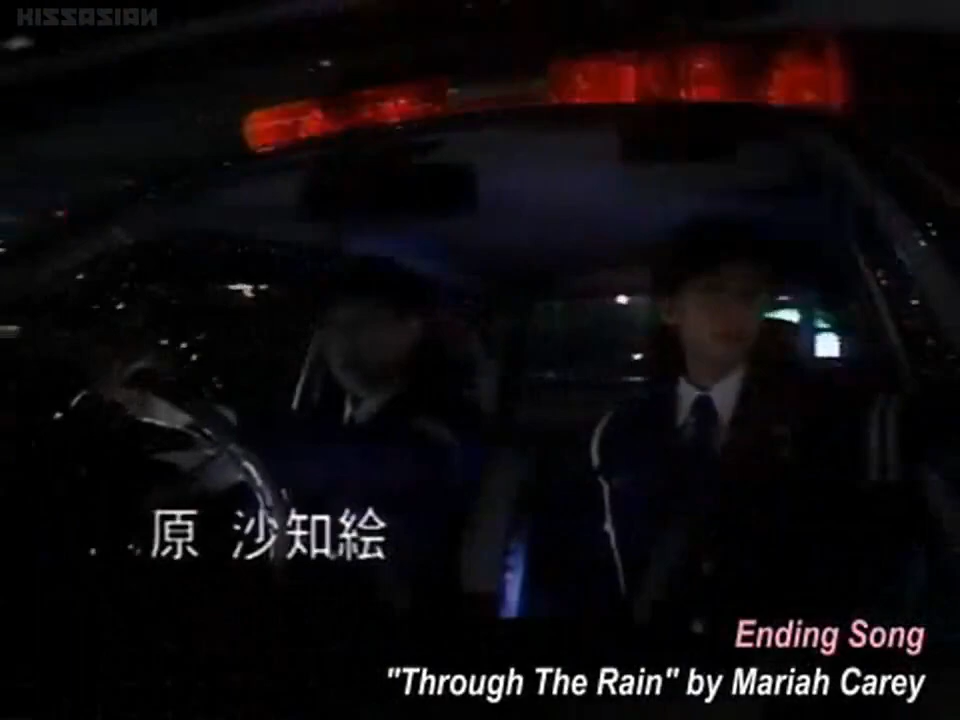 KISSASIAN
原 沙知絵
Ending Song
"Through The Rain" by Mariah Carey